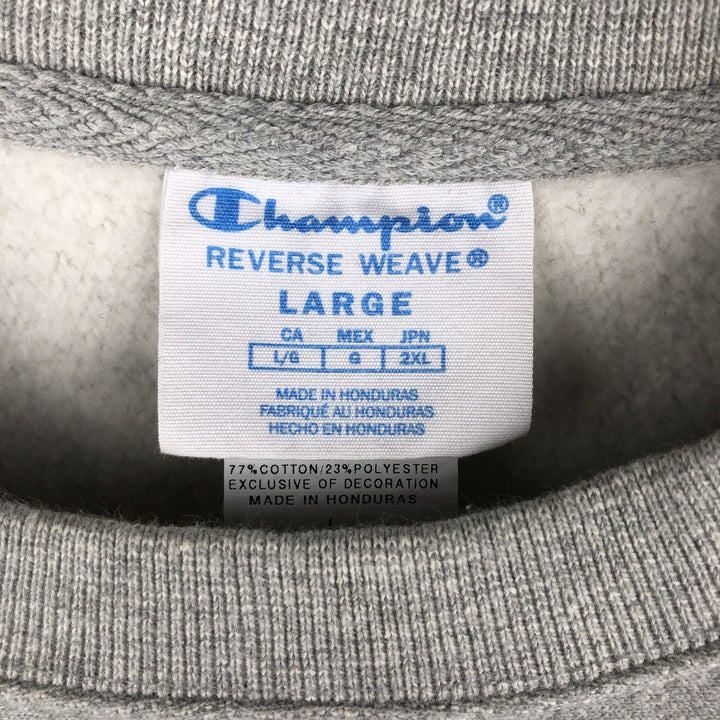 Champion®
REVERSE WEAVE®
LARGE
CA MEX JPN
L/G G 2XL
MADE IN HONDURAS
FABRIQUÉ AU HONDURAS
HECHO EN HONDURAS
77%COTTON/23%POLYESTER
EXCLUSIVE OF DECORATION
MADE IN HONDURAS